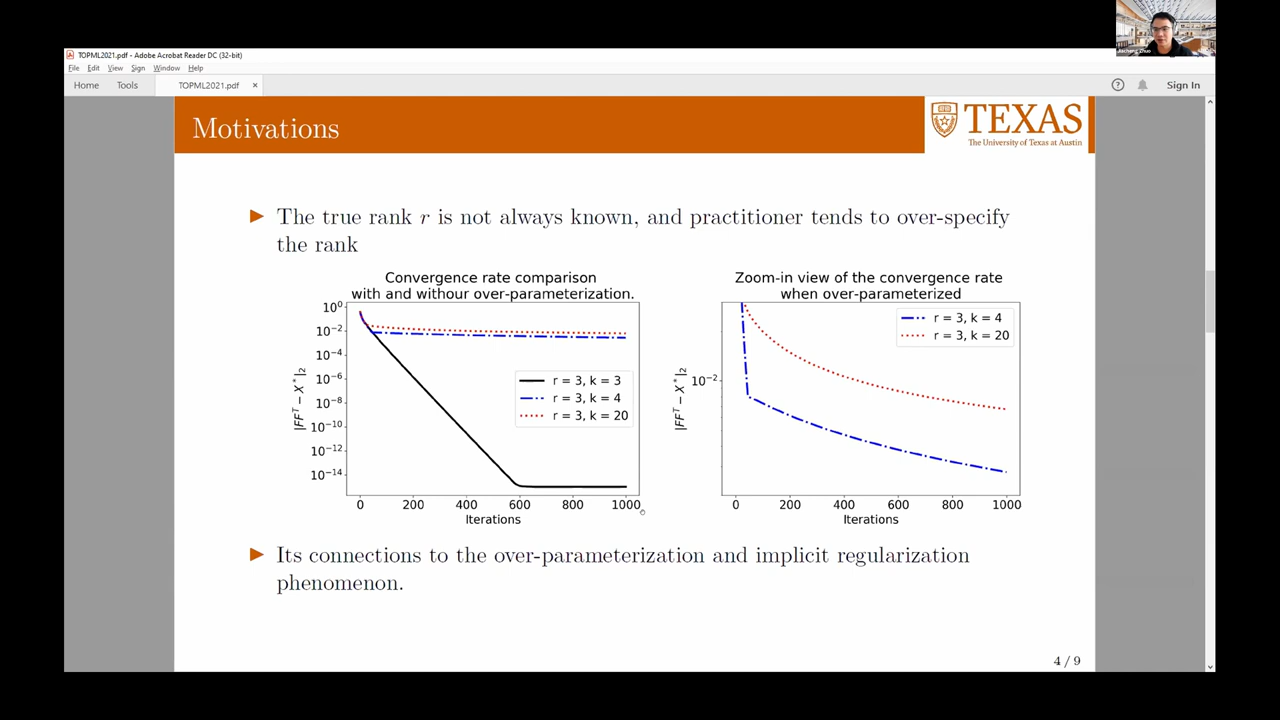 Jiacheng Zhuo
TOPML2021.pdf - Adobe Acrobat Reader DC (32-bit)
File Edit View Sign Window Help
Home Tools TOPML2021.pdf × Sign In
Motivations
TEXAS
The University of Texas at Austin
The true rank r is not always known, and practitioner tends to over-specify
the rank
Convergence rate comparison
with and withour over-parameterization.
10^0
10^-2
10^-4
10^-6
10^-8
10^-10
10^-12
10^-14
|FF^T − X*|_2
r = 3, k = 3
r = 3, k = 4
r = 3, k = 20
0 200 400 600 800 1000
Iterations
Zoom-in view of the convergence rate
when over-parameterized
r = 3, k = 4
r = 3, k = 20
10^-2
|FF^T − X*|_2
0 200 400 600 800 1000
Iterations
Its connections to the over-parameterization and implicit regularization
phenomenon.
4 / 9